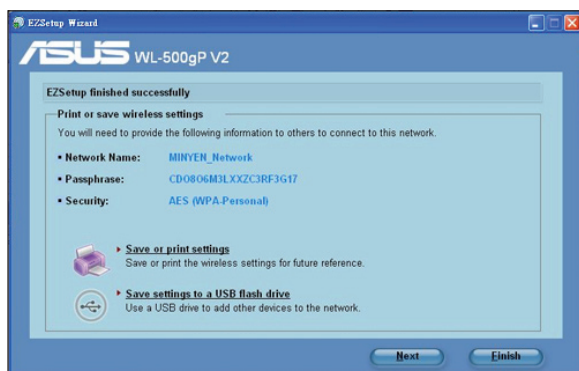 EZSetup Wizard
ASUS WL-500gP V2
EZSetup finished successfully
Print or save wireless settings
You will need to provide the following information to others to connect to this network.
▪ Network Name: MINYEN_Network
▪ Passphrase: CDO8O6M3LXXZC3RF3G17
▪ Security: AES (WPA-Personal)
Save or print settings
Save or print the wireless settings for future reference.
Save settings to a USB flash drive
Use a USB drive to add other devices to the network.
Next Finish